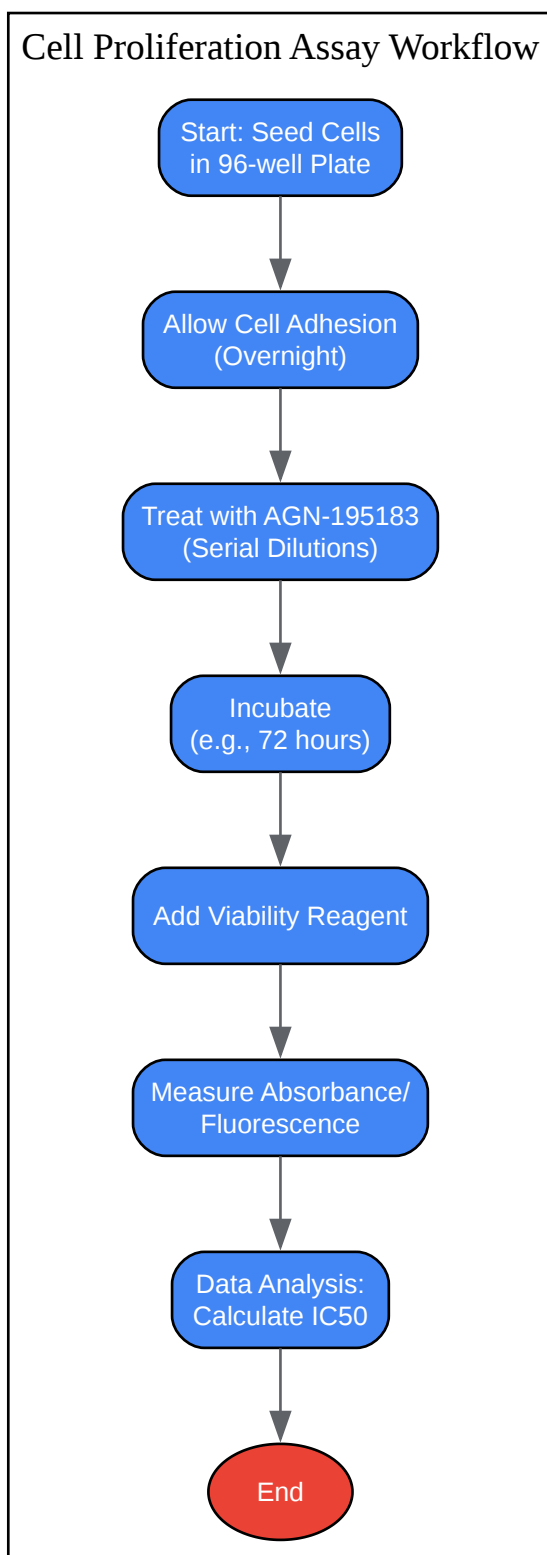 Cell Proliferation Assay Workflow
Start: Seed Cells
in 96-well Plate
Allow Cell Adhesion
(Overnight)
Treat with AGN-195183
(Serial Dilutions)
Incubate
(e.g., 72 hours)
Add Viability Reagent
Measure Absorbance/
Fluorescence
Data Analysis:
Calculate IC50
End